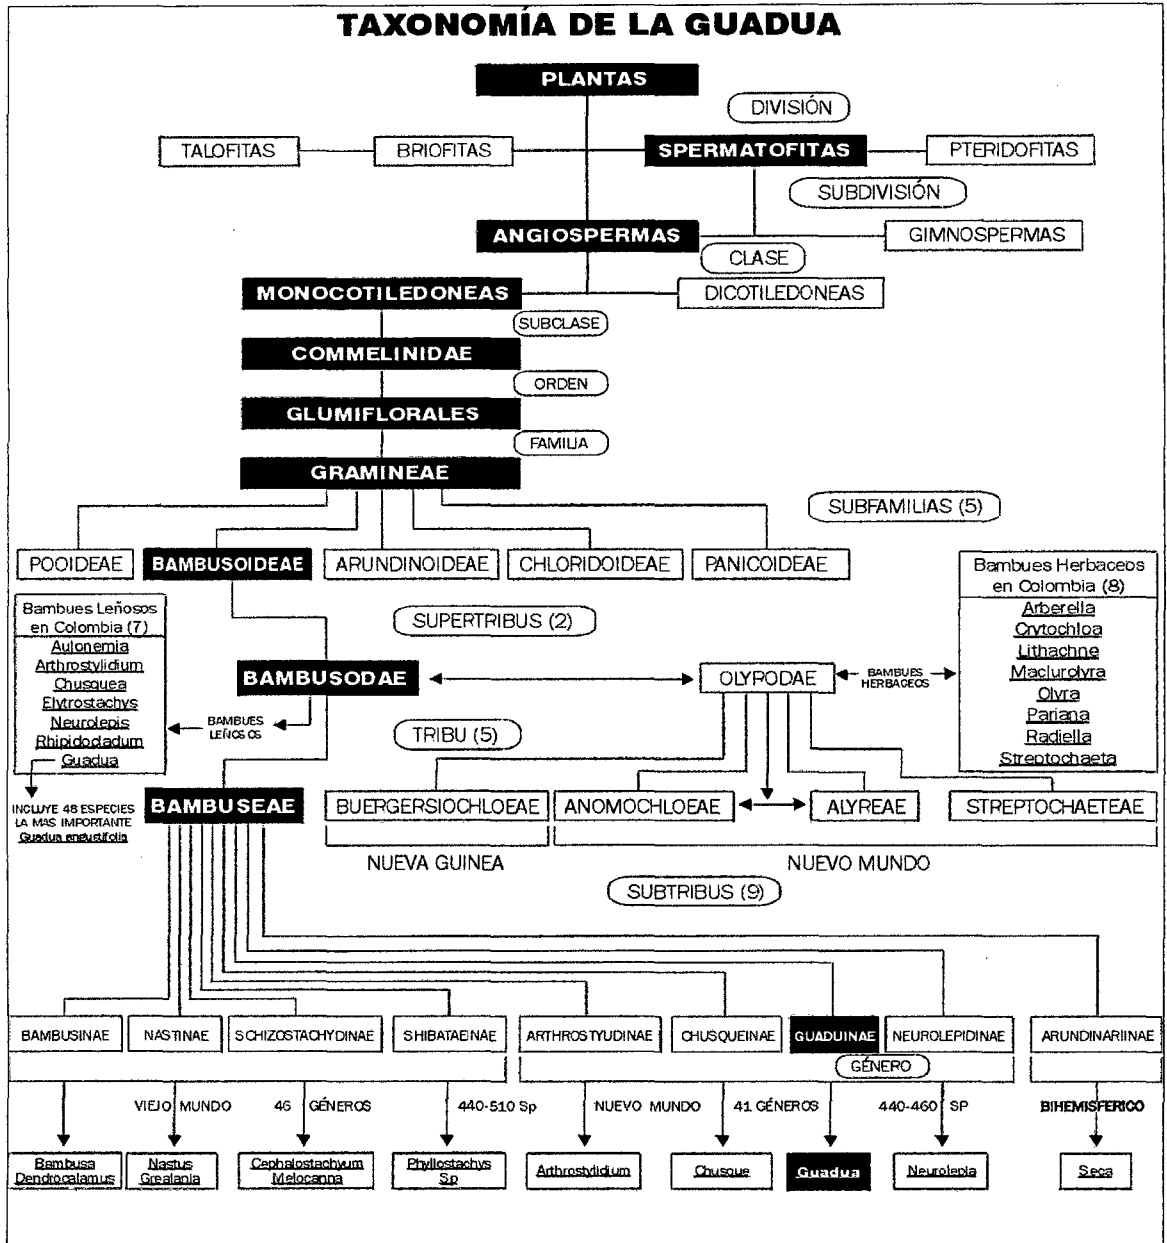 TAXONOMÍA DE LA GUADUA
PLANTAS
DIVISIÓN
TALOFITAS
BRIOFITAS
SPERMATOFITAS
PTERIDOFITAS
SUBDIVISIÓN
ANGIOSPERMAS
GIMNOSPERMAS
CLASE
MONOCOTILEDONEAS
DICOTILEDONEAS
SUBCLASE
COMMELINIDAE
ORDEN
GLUMIFLORALES
FAMILIA
GRAMINEAE
SUBFAMILIAS (5)
POOIDEAE
BAMBUSOIDEAE
ARUNDINOIDEAE
CHLORIDOIDEAE
PANICOIDEAE
Bambues Herbaceos
en Colombia (8)
Arberella
Crytochloa
Lithachne
Maclurolyra
Olyra
Pariana
Radiella
Streptochaeta
Bambues Leñosos
en Colombia (7)
Aulonemia
Arthrostylidium
Chusquea
Elytrostachys
Neurolepis
Rhipidocladum
Guadua
SUPERTRIBUS (2)
BAMBUSODAE
OLYPODAE
BAMBUES
HERBACEOS
BAMBUES
LEÑOSOS
TRIBU (5)
INCLUYE 48 ESPECIES
LA MAS IMPORTANTE
Guadua angustifolia
BAMBUSEAE
BUERGERSIOCHLOEAE
ANOMOCHLOEAE
ALYREAE
STREPTOCHAETEAE
NUEVA GUINEA
NUEVO MUNDO
SUBTRIBUS (9)
BAMBUSINAE
NASTINAE
SCHIZOSTACHYDINAE
SHIBATAEINAE
ARTHROSTYUDINAE
CHUSQUEINAE
GUADUINAE
NEUROLEPIDINAE
ARUNDINARIINAE
GÉNERO
VIEJO MUNDO
46 GÉNEROS
440-510 Sp
NUEVO MUNDO
41 GÉNEROS
440-460 SP
BIHEMISFERICO
Bambusa
Dendrocalamus
Nastus
Grealania
Cephalostachyum
Melocanna
Phyllostachys
Sp
Arthrostylidium
Chusque
Guadua
Neurolepia
Seca